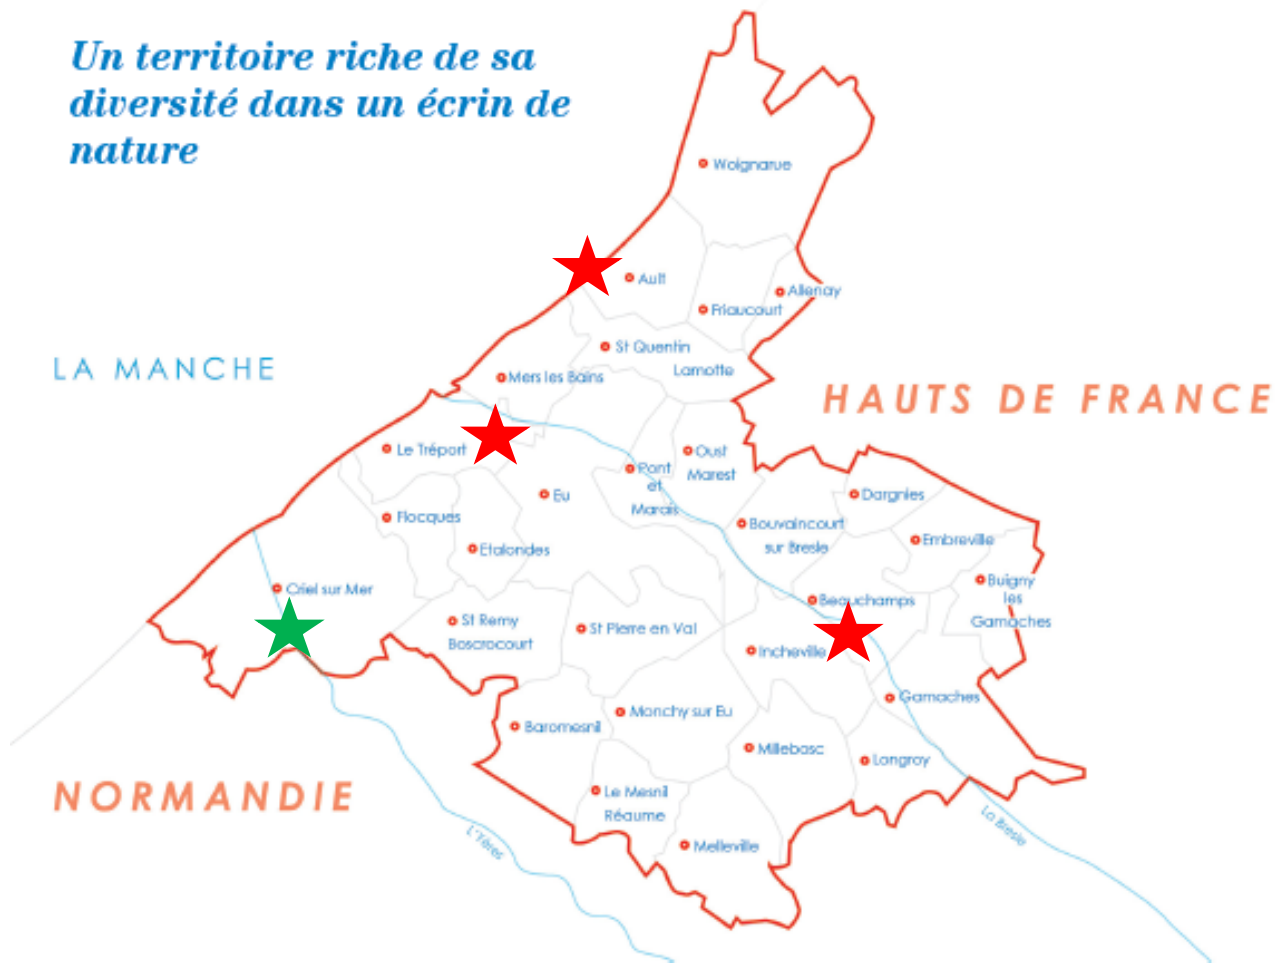 Un territoire riche de sa
diversité dans un écrin de
nature
Woignarue
Ault
Allenay
Friaucourt
St Quentin
Lamotte
LA MANCHE
Mers les Bains
HAUTS DE FRANCE
Le Tréport
Oust
Marest
Pont
et
Marais
Eu
Dargnies
Flocques
Bouvaincourt
sur Bresle
Embreville
Etalondes
Buigny
les
Gamaches
Criel sur Mer
Beauchamps
St Remy
Boscrocourt
St Pierre en Val
Incheville
Gamaches
Baromesnil
Monchy sur Eu
Millebosc
Longroy
NORMANDIE
Le Mesnil
Réaume
La Bresle
L'Yères
Melleville